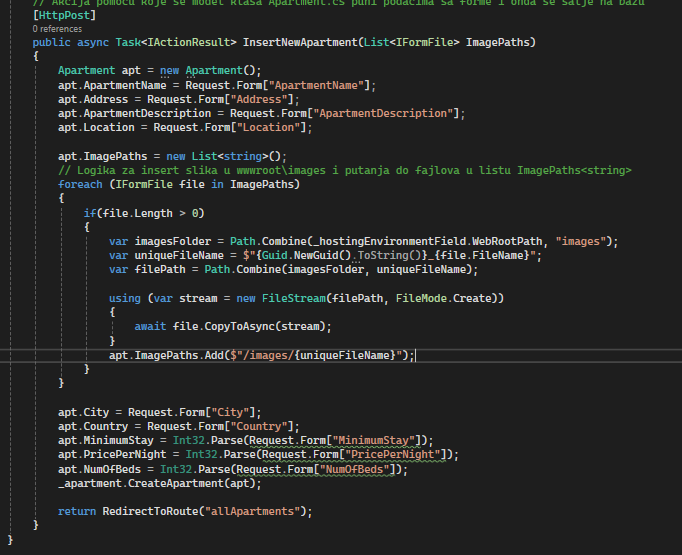 // Akcija pomocu koje se model klasa Apartment.cs puni podacima sa forme i onda se salje na bazu
[HttpPost]
0 references
public async Task<IActionResult> InsertNewApartment(List<IFormFile> ImagePaths)
{
Apartment apt = new Apartment();
apt.ApartmentName = Request.Form["ApartmentName"];
apt.Address = Request.Form["Address"];
apt.ApartmentDescription = Request.Form["ApartmentDescription"];
apt.Location = Request.Form["Location"];
apt.ImagePaths = new List<string>();
// Logika za insert slika u wwwroot\images i putanja do fajlova u listu ImagePaths<string>
foreach (IFormFile file in ImagePaths)
{
if(file.Length > 0)
{
var imagesFolder = Path.Combine(_hostingEnvironmentField.WebRootPath, "images");
var uniqueFileName = $"{Guid.NewGuid().ToString()}_{file.FileName}";
var filePath = Path.Combine(imagesFolder, uniqueFileName);
using (var stream = new FileStream(filePath, FileMode.Create))
{
await file.CopyToAsync(stream);
}
apt.ImagePaths.Add($"/images/{uniqueFileName}");
}
}
apt.City = Request.Form["City"];
apt.Country = Request.Form["Country"];
apt.MinimumStay = Int32.Parse(Request.Form["MinimumStay"]);
apt.PricePerNight = Int32.Parse(Request.Form["PricePerNight"]);
apt.NumOfBeds = Int32.Parse(Request.Form["NumOfBeds"]);
_apartment.CreateApartment(apt);
return RedirectToRoute("allApartments");
}
}